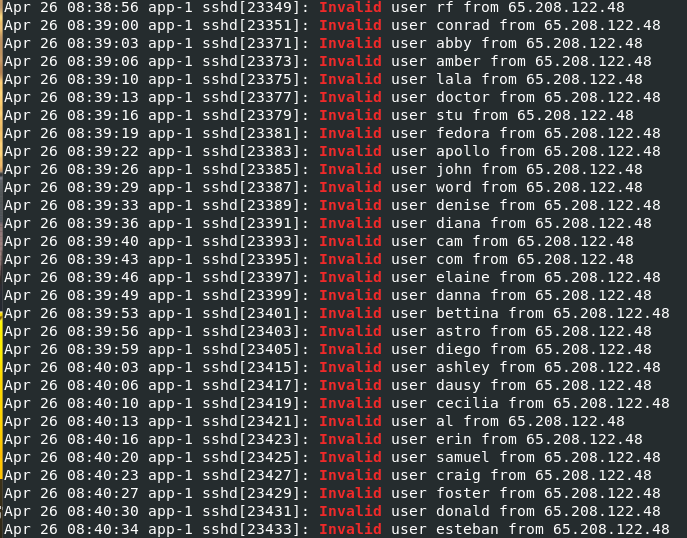 Apr 26 08:38:56 app-1 sshd[23349]: Invalid user rf from 65.208.122.48
Apr 26 08:39:00 app-1 sshd[23351]: Invalid user conrad from 65.208.122.48
Apr 26 08:39:03 app-1 sshd[23371]: Invalid user abby from 65.208.122.48
Apr 26 08:39:06 app-1 sshd[23373]: Invalid user amber from 65.208.122.48
Apr 26 08:39:10 app-1 sshd[23375]: Invalid user lala from 65.208.122.48
Apr 26 08:39:13 app-1 sshd[23377]: Invalid user doctor from 65.208.122.48
Apr 26 08:39:16 app-1 sshd[23379]: Invalid user stu from 65.208.122.48
Apr 26 08:39:19 app-1 sshd[23381]: Invalid user fedora from 65.208.122.48
Apr 26 08:39:22 app-1 sshd[23383]: Invalid user apollo from 65.208.122.48
Apr 26 08:39:26 app-1 sshd[23385]: Invalid user john from 65.208.122.48
Apr 26 08:39:29 app-1 sshd[23387]: Invalid user word from 65.208.122.48
Apr 26 08:39:33 app-1 sshd[23389]: Invalid user denise from 65.208.122.48
Apr 26 08:39:36 app-1 sshd[23391]: Invalid user diana from 65.208.122.48
Apr 26 08:39:40 app-1 sshd[23393]: Invalid user cam from 65.208.122.48
Apr 26 08:39:43 app-1 sshd[23395]: Invalid user com from 65.208.122.48
Apr 26 08:39:46 app-1 sshd[23397]: Invalid user elaine from 65.208.122.48
Apr 26 08:39:49 app-1 sshd[23399]: Invalid user danna from 65.208.122.48
Apr 26 08:39:53 app-1 sshd[23401]: Invalid user bettina from 65.208.122.48
Apr 26 08:39:56 app-1 sshd[23403]: Invalid user astro from 65.208.122.48
Apr 26 08:39:59 app-1 sshd[23405]: Invalid user diego from 65.208.122.48
Apr 26 08:40:03 app-1 sshd[23415]: Invalid user ashley from 65.208.122.48
Apr 26 08:40:06 app-1 sshd[23417]: Invalid user dausy from 65.208.122.48
Apr 26 08:40:10 app-1 sshd[23419]: Invalid user cecilia from 65.208.122.48
Apr 26 08:40:13 app-1 sshd[23421]: Invalid user al from 65.208.122.48
Apr 26 08:40:16 app-1 sshd[23423]: Invalid user erin from 65.208.122.48
Apr 26 08:40:20 app-1 sshd[23425]: Invalid user samuel from 65.208.122.48
Apr 26 08:40:23 app-1 sshd[23427]: Invalid user craig from 65.208.122.48
Apr 26 08:40:27 app-1 sshd[23429]: Invalid user foster from 65.208.122.48
Apr 26 08:40:30 app-1 sshd[23431]: Invalid user donald from 65.208.122.48
Apr 26 08:40:34 app-1 sshd[23433]: Invalid user esteban from 65.208.122.48